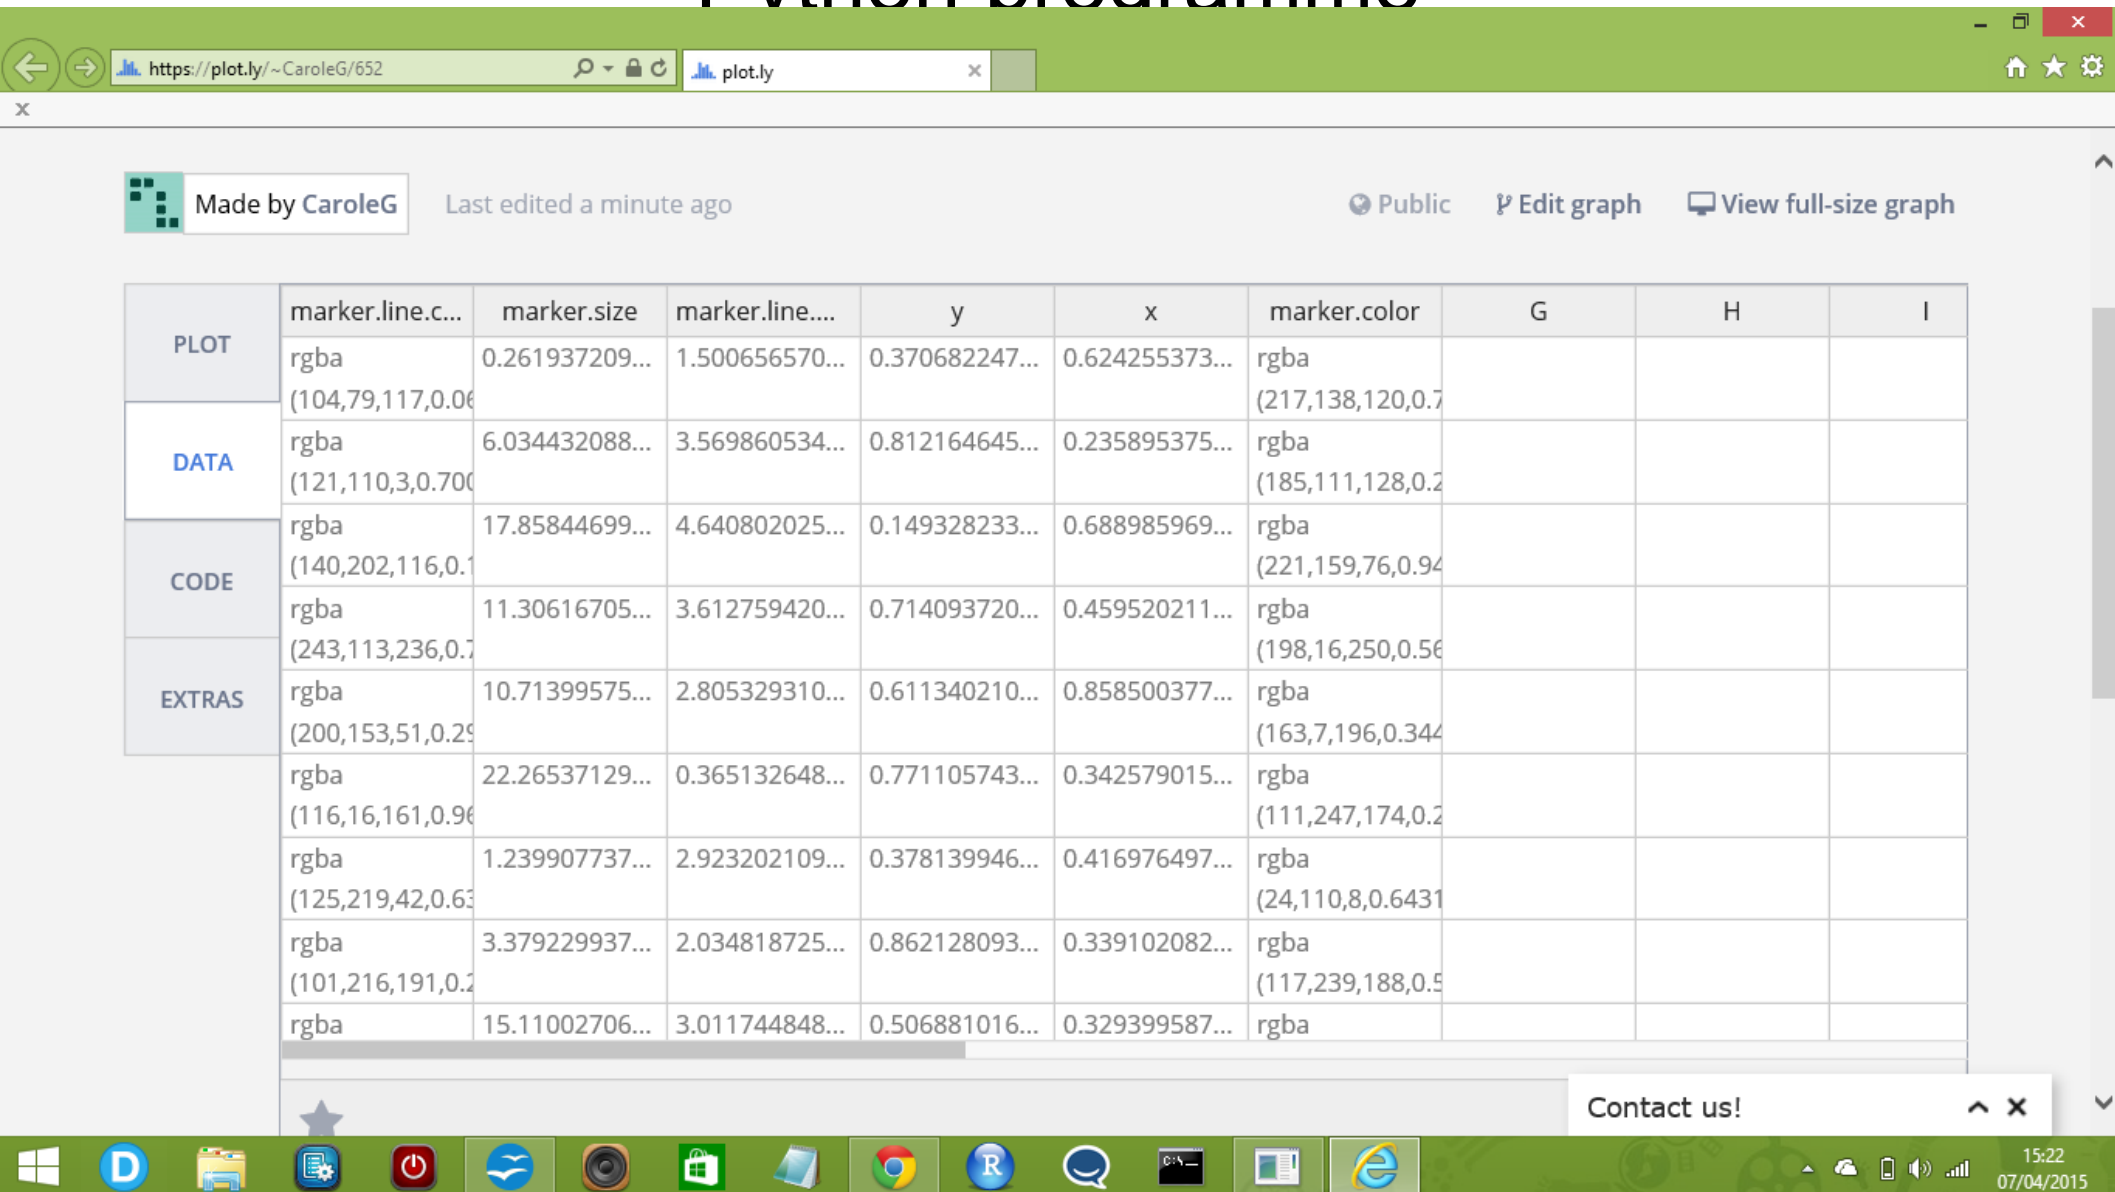 Python programme
https://plot.ly/~CaroleG/652
plot.ly
x
Made by CaroleG
Last edited a minute ago
Public
Edit graph
View full-size graph
PLOT
DATA
CODE
EXTRAS
marker.line.c... marker.size marker.line.... y x marker.color G H I
rgba 0.261937209... 1.500656570... 0.370682247... 0.624255373... rgba
(104,79,117,0.06 (217,138,120,0.7
rgba 6.034432088... 3.569860534... 0.812164645... 0.235895375... rgba
(121,110,3,0.700 (185,111,128,0.2
rgba 17.85844699... 4.640802025... 0.149328233... 0.688985969... rgba
(140,202,116,0.1 (221,159,76,0.94
rgba 11.30616705... 3.612759420... 0.714093720... 0.459520211... rgba
(243,113,236,0.7 (198,16,250,0.56
rgba 10.71399575... 2.805329310... 0.611340210... 0.858500377... rgba
(200,153,51,0.29 (163,7,196,0.344
rgba 22.26537129... 0.365132648... 0.771105743... 0.342579015... rgba
(116,16,161,0.96 (111,247,174,0.2
rgba 1.239907737... 2.923202109... 0.378139946... 0.416976497... rgba
(125,219,42,0.63 (24,110,8,0.6431
rgba 3.379229937... 2.034818725... 0.862128093... 0.339102082... rgba
(101,216,191,0.2 (117,239,188,0.5
rgba 15.11002706... 3.011744848... 0.506881016... 0.329399587... rgba
Contact us!
D
R
C:\
15:22
07/04/2015